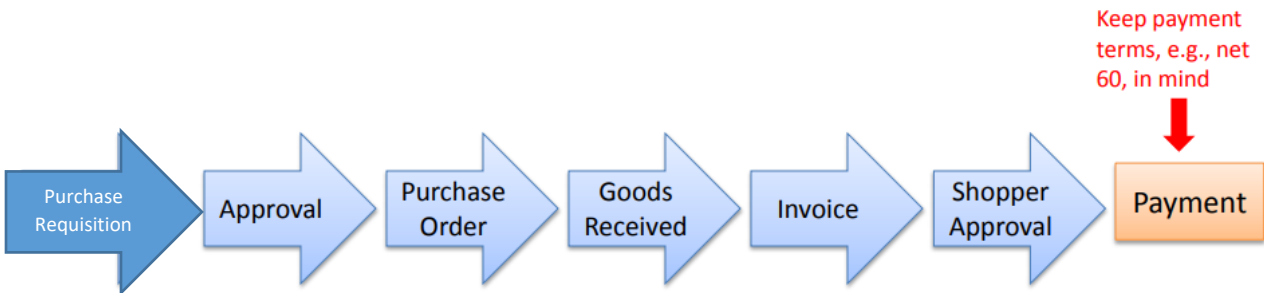 Keep payment
terms, e.g., net
60, in mind
Purchase
Requisition
Approval
Purchase
Order
Goods
Received
Invoice
Shopper
Approval
Payment